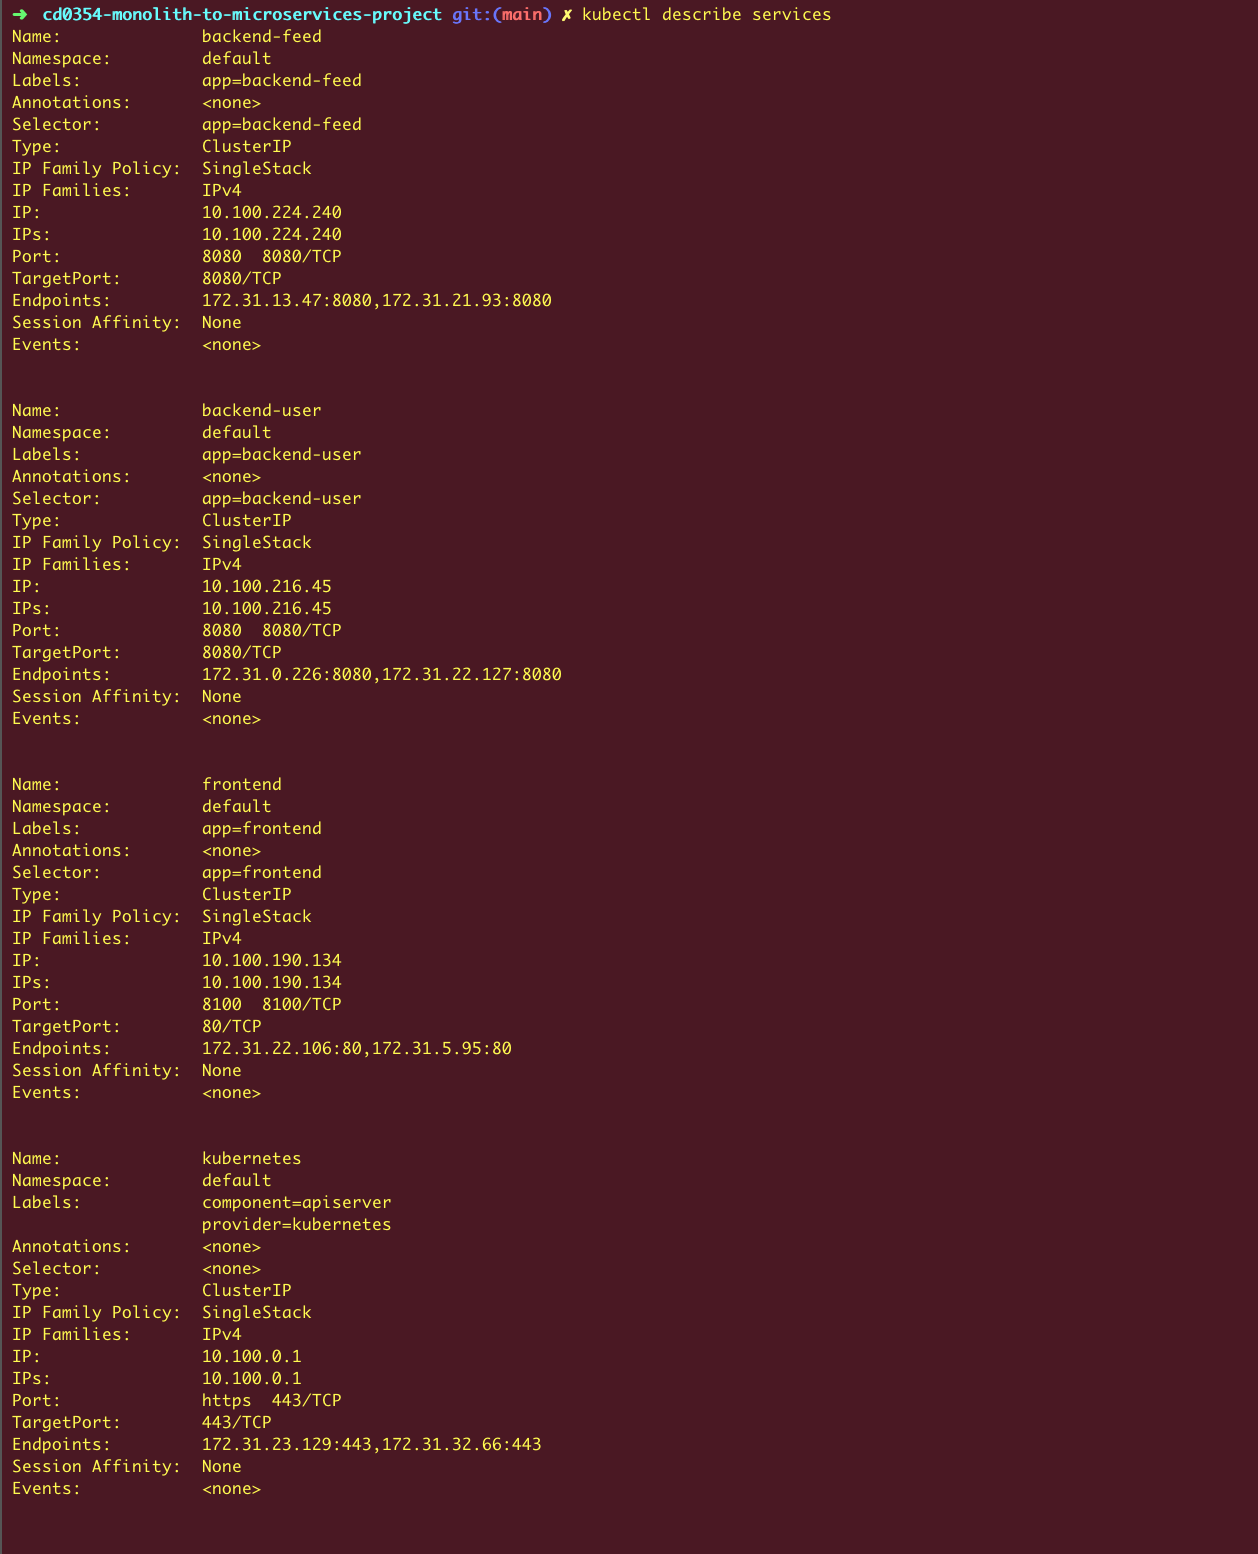 ➜  cd0354-monolith-to-microservices-project git:(main) ✗ kubectl describe services
Name:              backend-feed
Namespace:         default
Labels:            app=backend-feed
Annotations:       <none>
Selector:          app=backend-feed
Type:              ClusterIP
IP Family Policy:  SingleStack
IP Families:       IPv4
IP:                10.100.224.240
IPs:               10.100.224.240
Port:              8080  8080/TCP
TargetPort:        8080/TCP
Endpoints:         172.31.13.47:8080,172.31.21.93:8080
Session Affinity:  None
Events:            <none>


Name:              backend-user
Namespace:         default
Labels:            app=backend-user
Annotations:       <none>
Selector:          app=backend-user
Type:              ClusterIP
IP Family Policy:  SingleStack
IP Families:       IPv4
IP:                10.100.216.45
IPs:               10.100.216.45
Port:              8080  8080/TCP
TargetPort:        8080/TCP
Endpoints:         172.31.0.226:8080,172.31.22.127:8080
Session Affinity:  None
Events:            <none>


Name:              frontend
Namespace:         default
Labels:            app=frontend
Annotations:       <none>
Selector:          app=frontend
Type:              ClusterIP
IP Family Policy:  SingleStack
IP Families:       IPv4
IP:                10.100.190.134
IPs:               10.100.190.134
Port:              8100  8100/TCP
TargetPort:        80/TCP
Endpoints:         172.31.22.106:80,172.31.5.95:80
Session Affinity:  None
Events:            <none>


Name:              kubernetes
Namespace:         default
Labels:            component=apiserver
                   provider=kubernetes
Annotations:       <none>
Selector:          <none>
Type:              ClusterIP
IP Family Policy:  SingleStack
IP Families:       IPv4
IP:                10.100.0.1
IPs:               10.100.0.1
Port:              https  443/TCP
TargetPort:        443/TCP
Endpoints:         172.31.23.129:443,172.31.32.66:443
Session Affinity:  None
Events:            <none>